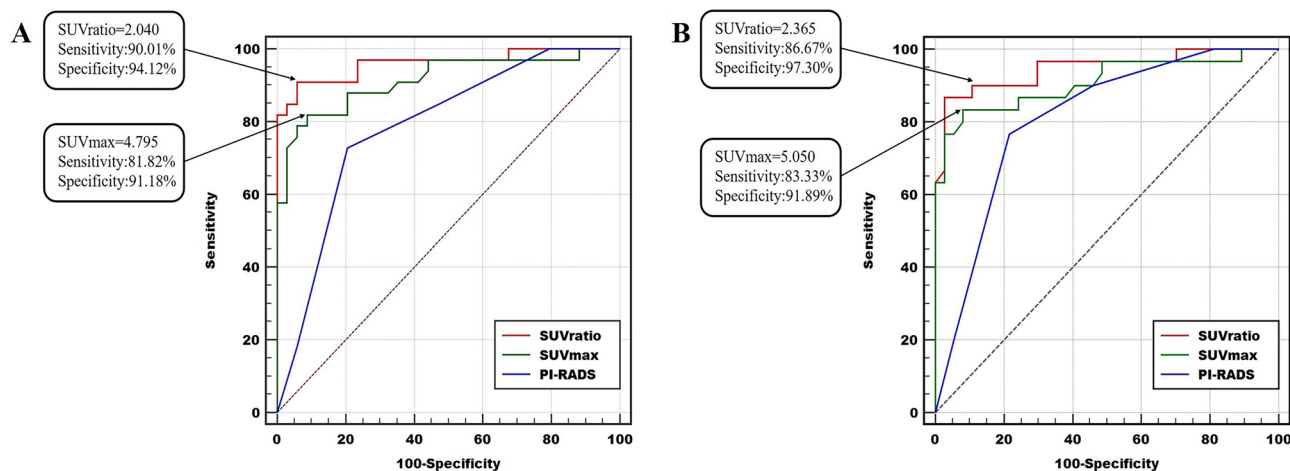 A
SUVratio=2.040
Sensitivity:90.01%
Specificity:94.12%
SUVmax=4.795
Sensitivity:81.82%
Specificity:91.18%
Sensitivity
100
80
60
40
20
0
0 20 40 60 80 100
100-Specificity
SUVratio
SUVmax
PI-RADS
B
SUVratio=2.365
Sensitivity:86.67%
Specificity:97.30%
SUVmax=5.050
Sensitivity:83.33%
Specificity:91.89%
Sensitivity
100
80
60
40
20
0
0 20 40 60 80 100
100-Specificity
SUVratio
SUVmax
PI-RADS